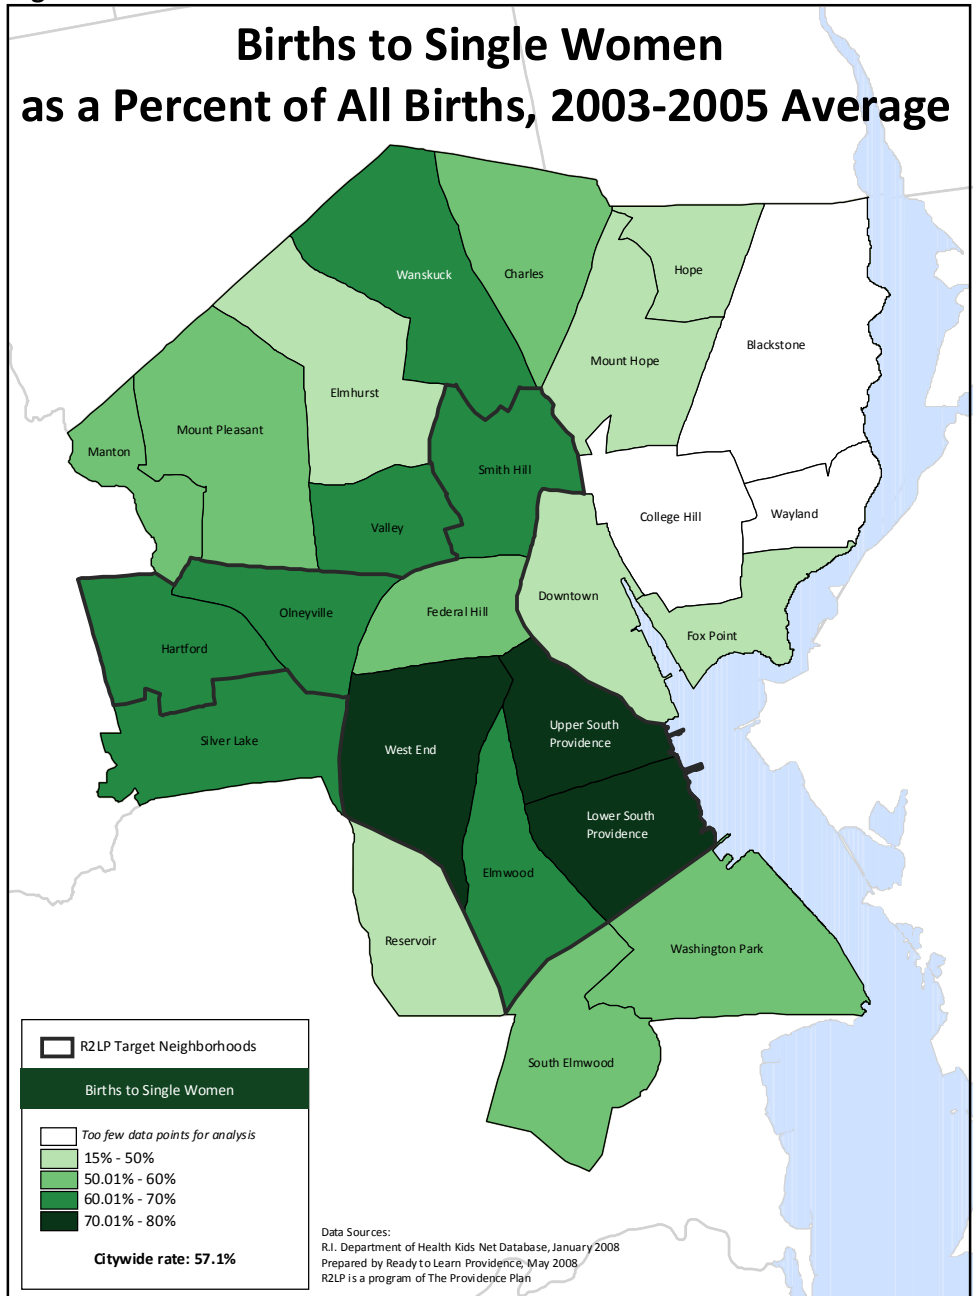 Births to Single Women
as a Percent of All Births, 2003-2005 Average
Wanskuck
Charles
Hope
Blackstone
Mount Hope
Elmhurst
Mount Pleasant
Manton
Smith Hill
College Hill
Wayland
Valley
Downtown
Olneyville
Federal Hill
Fox Point
Hartford
Silver Lake
West End
Upper South
Providence
Lower South
Providence
Elmwood
Reservoir
Washington Park
South Elmwood
R2LP Target Neighborhoods
Births to Single Women
Too few data points for analysis
15% - 50%
50.01% - 60%
60.01% - 70%
70.01% - 80%
Citywide rate: 57.1%
Data Sources:
R.I. Department of Health Kids Net Database, January 2008
Prepared by Ready to Learn Providence, May 2008
R2LP is a program of The Providence Plan